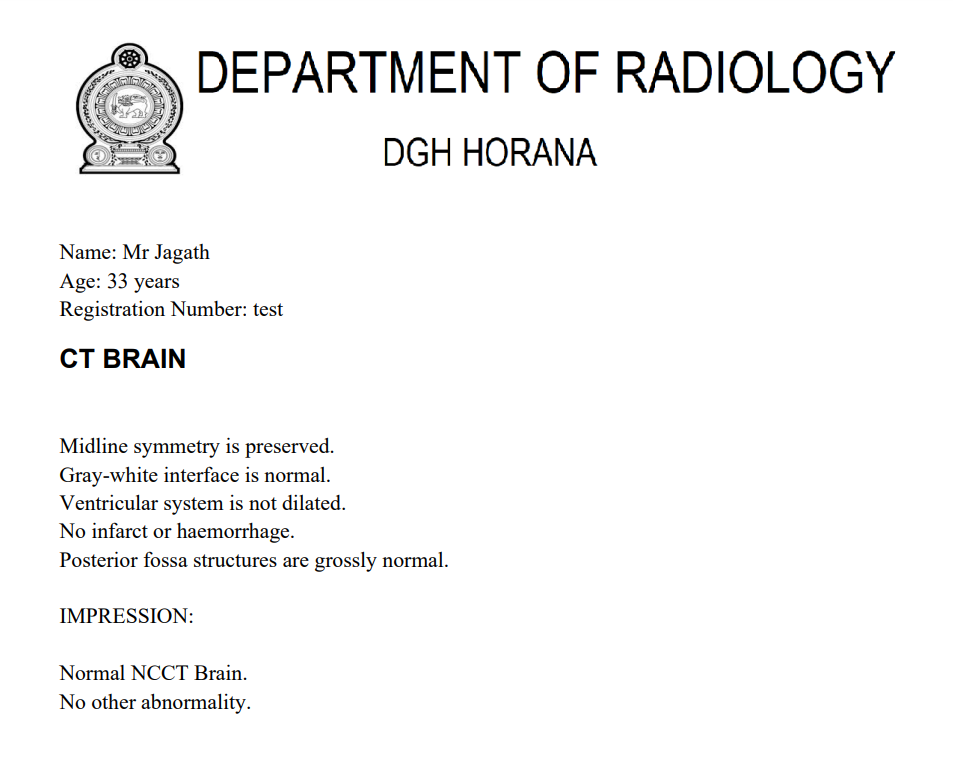 DEPARTMENT OF RADIOLOGY
DGH HORANA
Name: Mr Jagath
Age: 33 years
Registration Number: test
CT BRAIN
Midline symmetry is preserved.
Gray-white interface is normal.
Ventricular system is not dilated.
No infarct or haemorrhage.
Posterior fossa structures are grossly normal.
IMPRESSION:
Normal NCCT Brain.
No other abnormality.